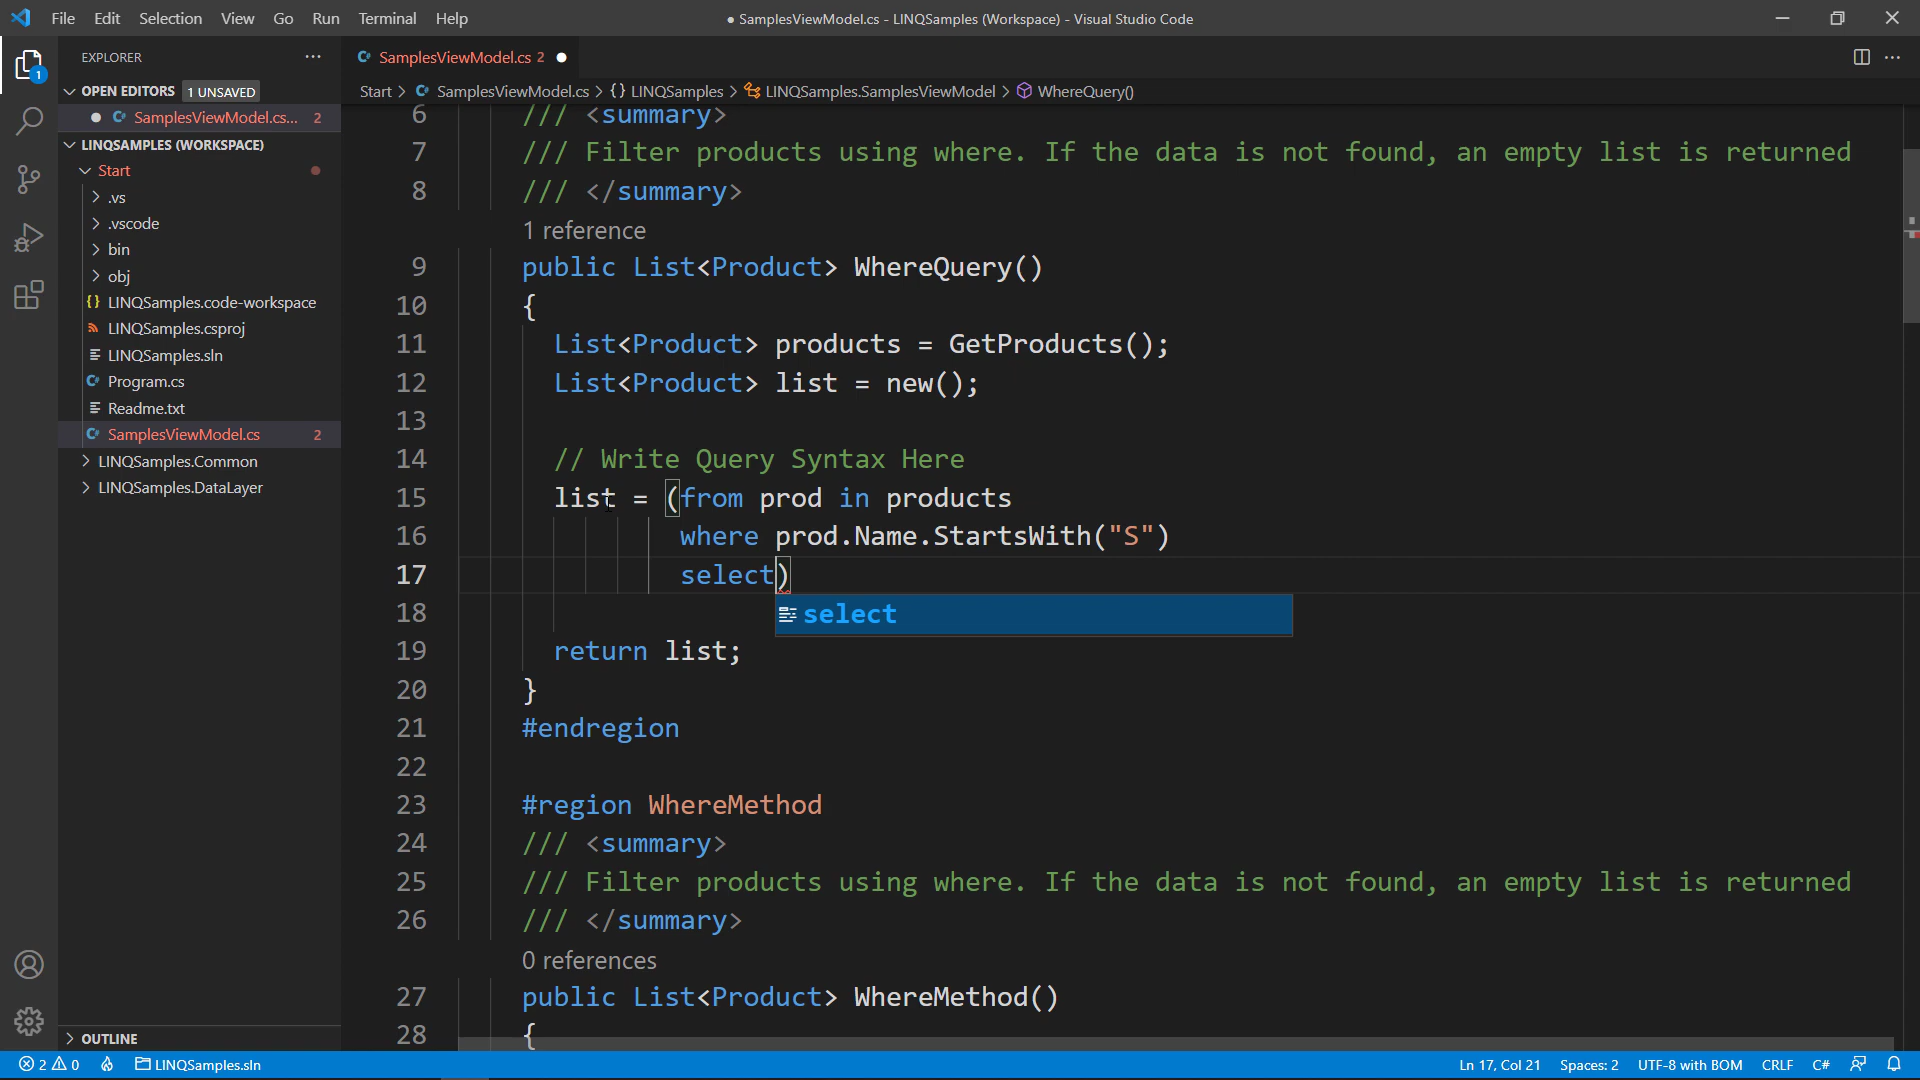 File Edit Selection View Go Run Terminal Help
● SamplesViewModel.cs - LINQSamples (Workspace) - Visual Studio Code
EXPLORER
OPEN EDITORS 1 UNSAVED
SamplesViewModel.cs... 2
LINQSAMPLES (WORKSPACE)
Start
.vs
.vscode
bin
obj
LINQSamples.code-workspace
LINQSamples.csproj
LINQSamples.sln
Program.cs
Readme.txt
SamplesViewModel.cs 2
LINQSamples.Common
LINQSamples.DataLayer
OUTLINE
1
SamplesViewModel.cs 2
Start > SamplesViewModel.cs > {} LINQSamples > LINQSamples.SamplesViewModel > WhereQuery()
6 /// <summary>
7 /// Filter products using where. If the data is not found, an empty list is returned
8 /// </summary>
1 reference
9 public List<Product> WhereQuery()
10 {
11 List<Product> products = GetProducts();
12 List<Product> list = new();
13
14 // Write Query Syntax Here
15 list = (from prod in products
16 where prod.Name.StartsWith("S")
17 select)
select
18
19 return list;
20 }
21 #endregion
22
23 #region WhereMethod
24 /// <summary>
25 /// Filter products using where. If the data is not found, an empty list is returned
26 /// </summary>
0 references
27 public List<Product> WhereMethod()
28 {
2 0 LINQSamples.sln
Ln 17, Col 21 Spaces: 2 UTF-8 with BOM CRLF C#